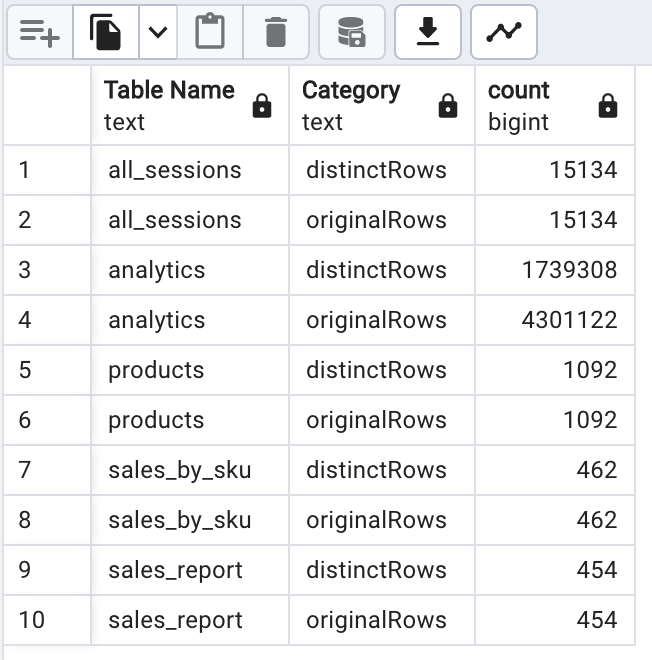 Table Name Category count
text text bigint
1 all_sessions distinctRows 15134
2 all_sessions originalRows 15134
3 analytics distinctRows 1739308
4 analytics originalRows 4301122
5 products distinctRows 1092
6 products originalRows 1092
7 sales_by_sku distinctRows 462
8 sales_by_sku originalRows 462
9 sales_report distinctRows 454
10 sales_report originalRows 454